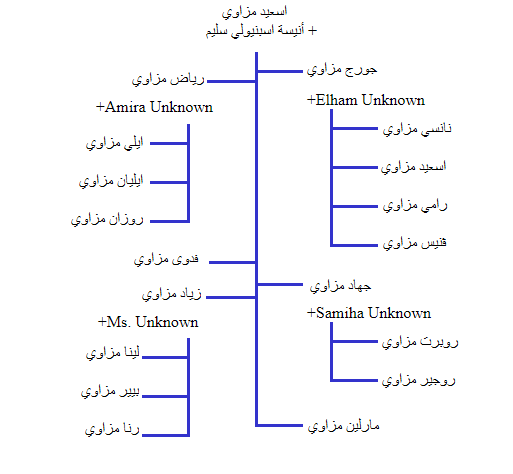 اسعيد مزاوي
+ أنيسة اسبنيولي سليم
جورج مزاوي
رياض مزاوي
+Elham Unknown
+Amira Unknown
نانسي مزاوي
ايلي مزاوي
اسعيد مزاوي
ايليان مزاوي
رامي مزاوي
روزان مزاوي
فنيس مزاوي
فدوى مزاوي
جهاد مزاوي
زياد مزاوي
+Samiha Unknown
+Ms. Unknown
روبرت مزاوي
لينا مزاوي
روجير مزاوي
بيير مزاوي
مارلين مزاوي
رنا مزاوي